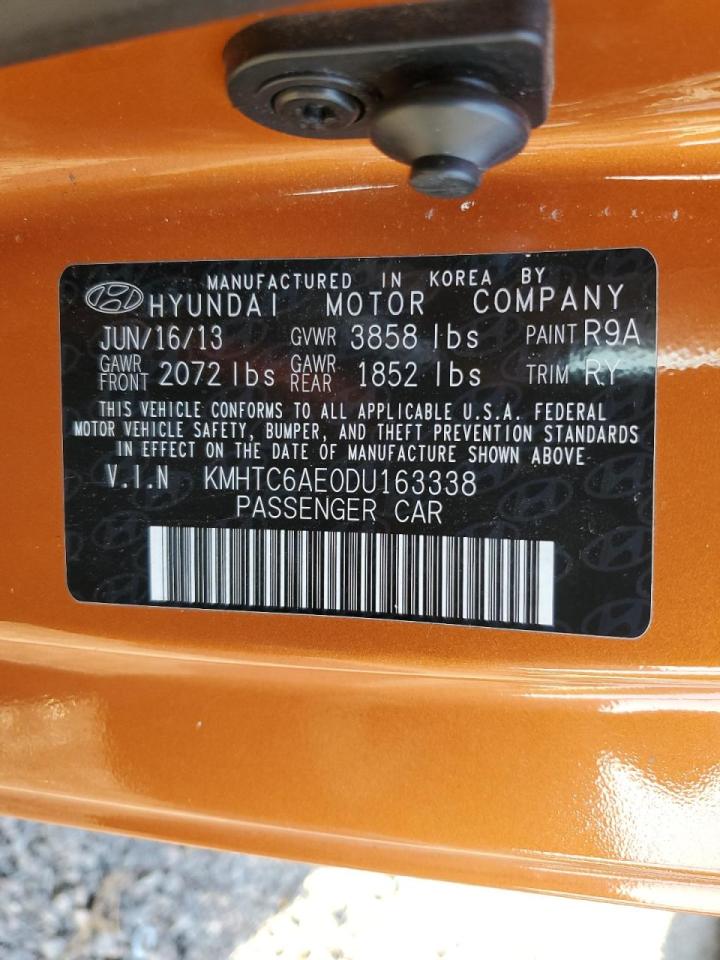 MANUFACTURED IN KOREA BY
HYUNDAI MOTOR COMPANY
JUN/16/13 GVWR 3858 lbs PAINT R9A
GAWR FRONT 2072 lbs GAWR REAR 1852 lbs TRIM RY
THIS VEHICLE CONFORMS TO ALL APPLICABLE U.S.A. FEDERAL
MOTOR VEHICLE SAFETY, BUMPER, AND THEFT PREVENTION STANDARDS
IN EFFECT ON THE DATE OF MANUFACTURE SHOWN ABOVE.
V.I.N KMHTC6AE0DU163338
PASSENGER CAR